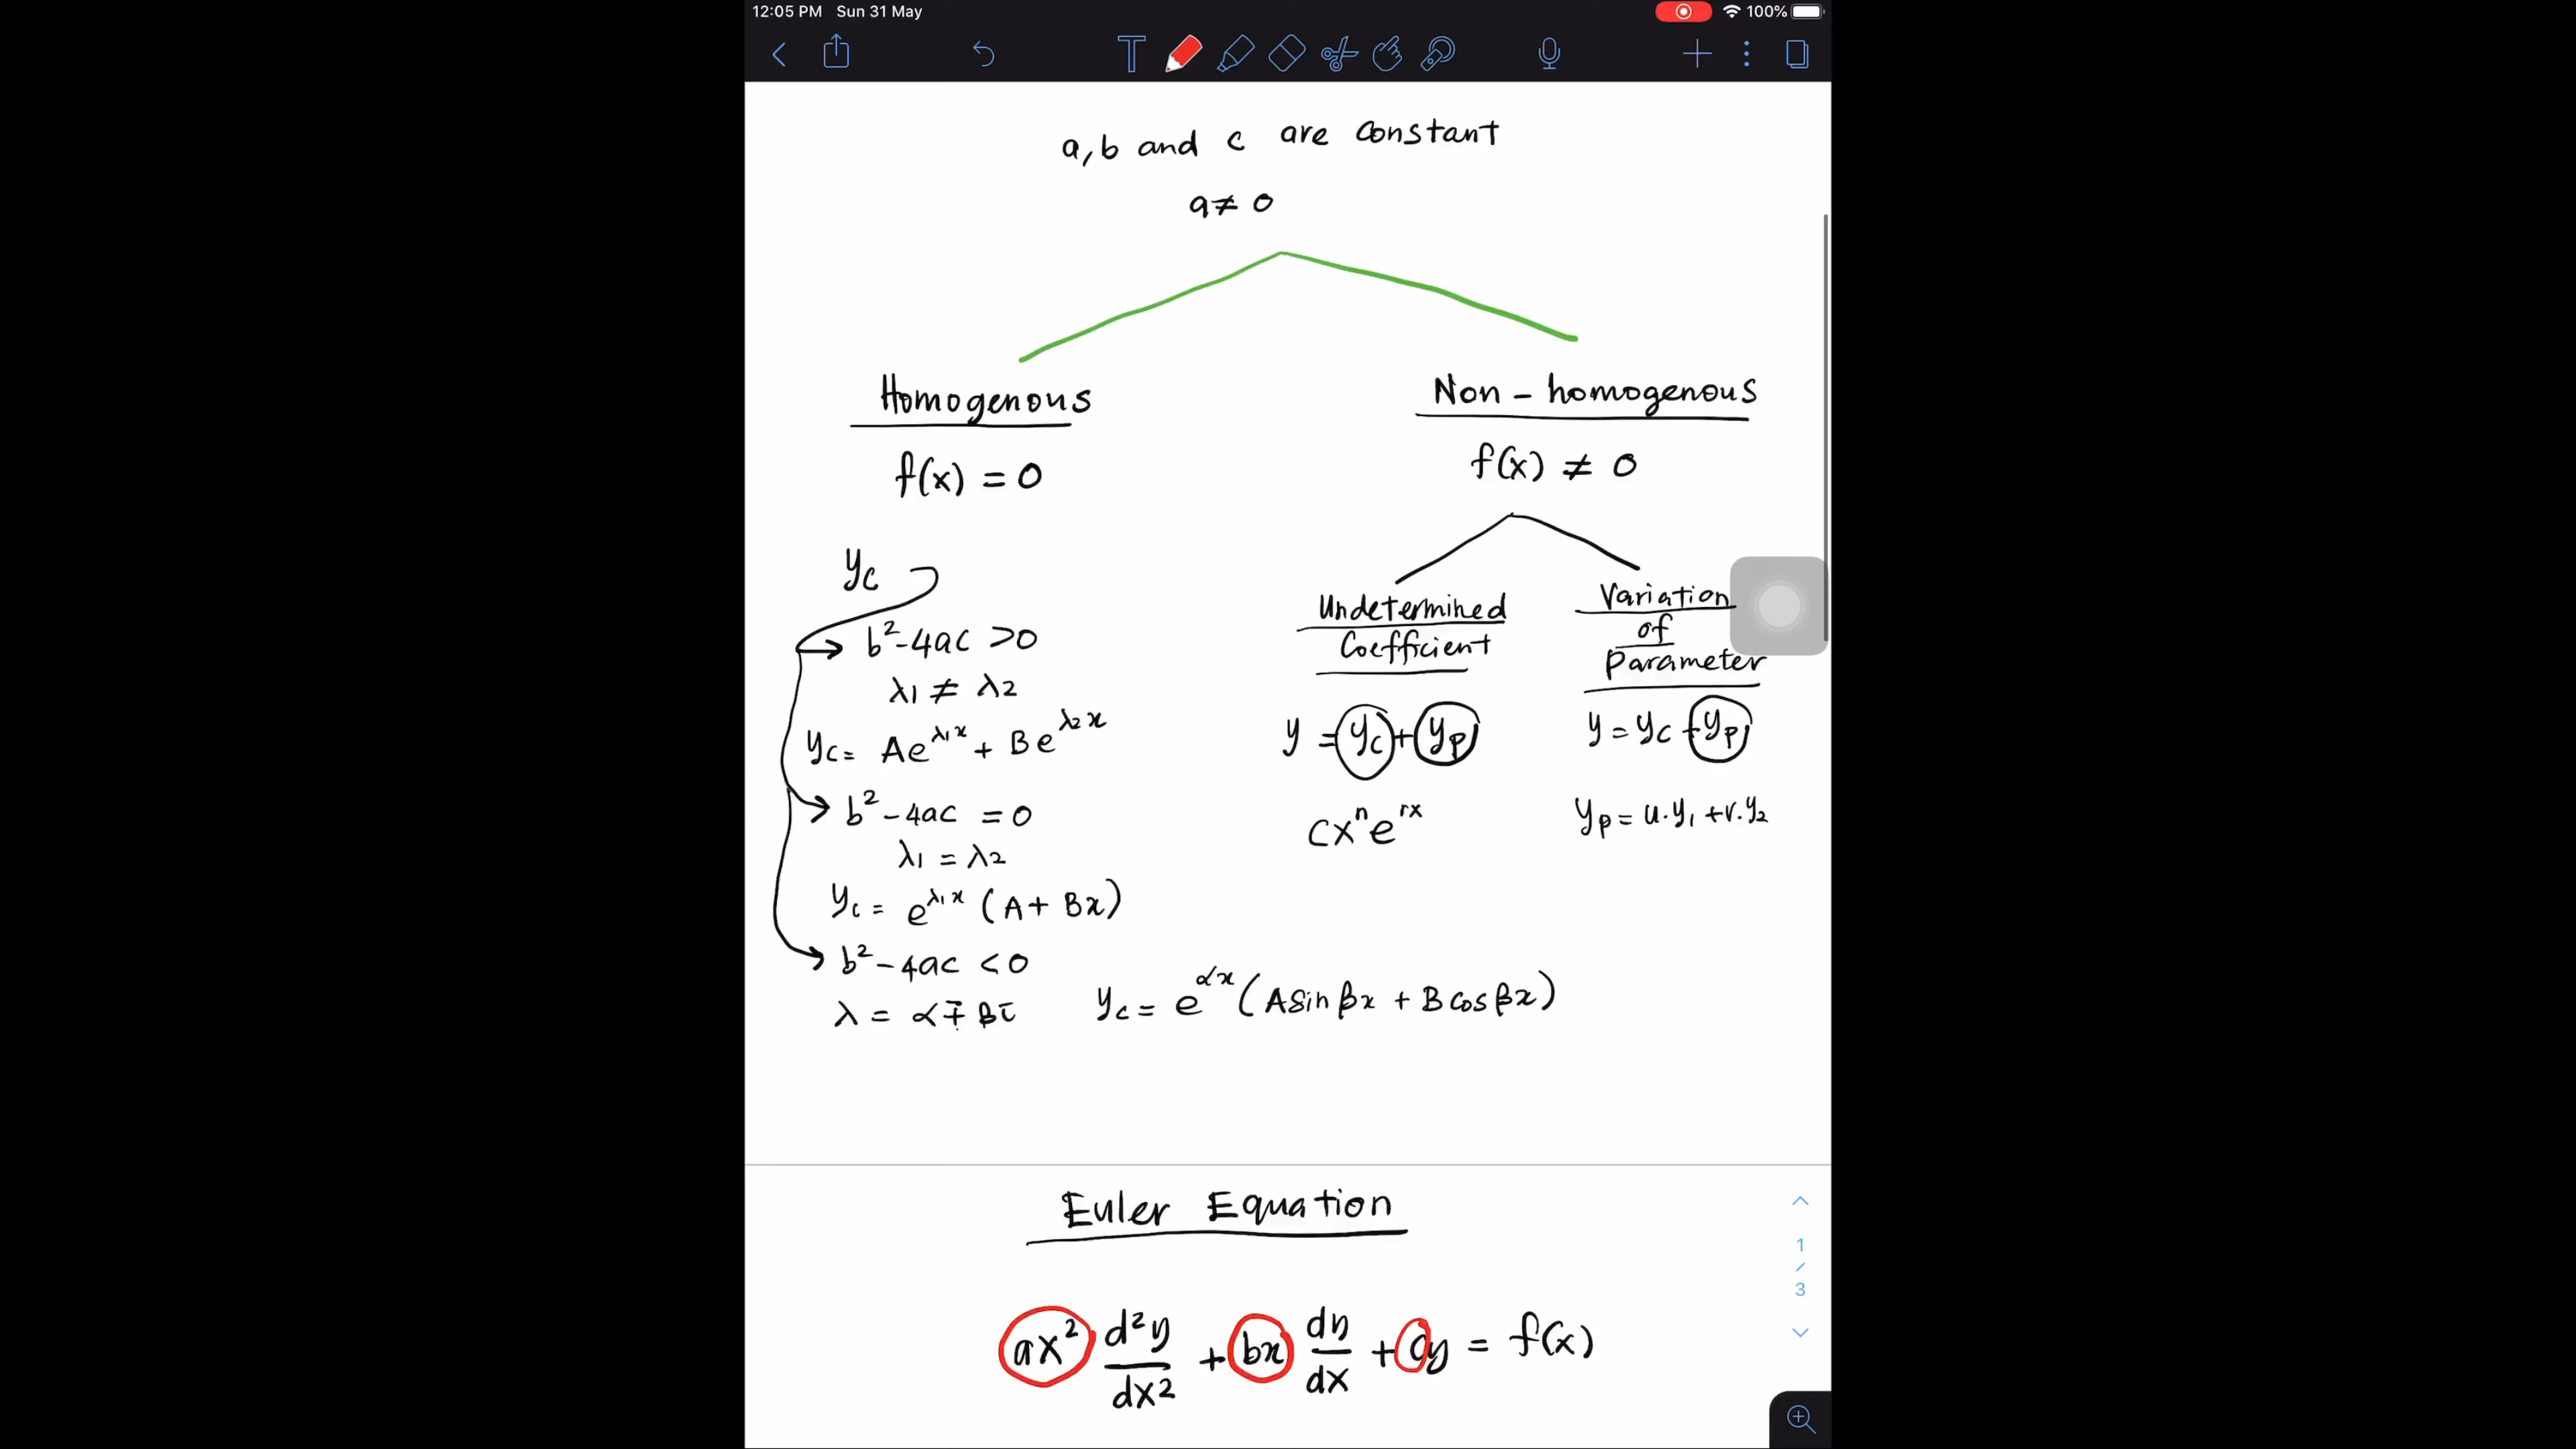 12:05 PM Sun 31 May
100%
a, b and c are constant
a ≠ 0
Homogenous
f(x) = 0
Non - homogenous
f(x) ≠ 0
yc
b² - 4ac > 0
λ1 ≠ λ2
yc = Ae^λ1x + Be^λ2x
b² - 4ac = 0
λ1 = λ2
yc = e^λ1x (A + Bx)
b² - 4ac < 0
λ = α ∓ βi
yc = e^αx (A sin βx + B cos βx)
Undetermined
Coefficient
y = yc + yp
Cx^n e^rx
Variation
of
Parameter
y = yc + yp
yp = u·y1 + v·y2
Euler Equation
ax² d²y/dx² + bx dy/dx + cy = f(x)
1
/
3